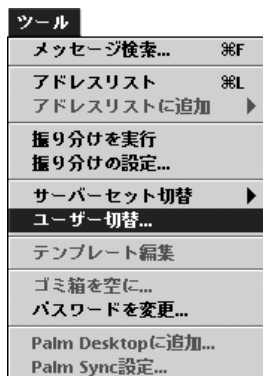 ツール
メッセージ検索... ⌘F
アドレスリスト ⌘L
アドレスリストに追加
振り分けを実行
振り分けの設定...
サーバーセット切替
ユーザー切替...
テンプレート編集
ゴミ箱を空に...
パスワードを変更...
Palm Desktopに追加...
Palm Sync設定...